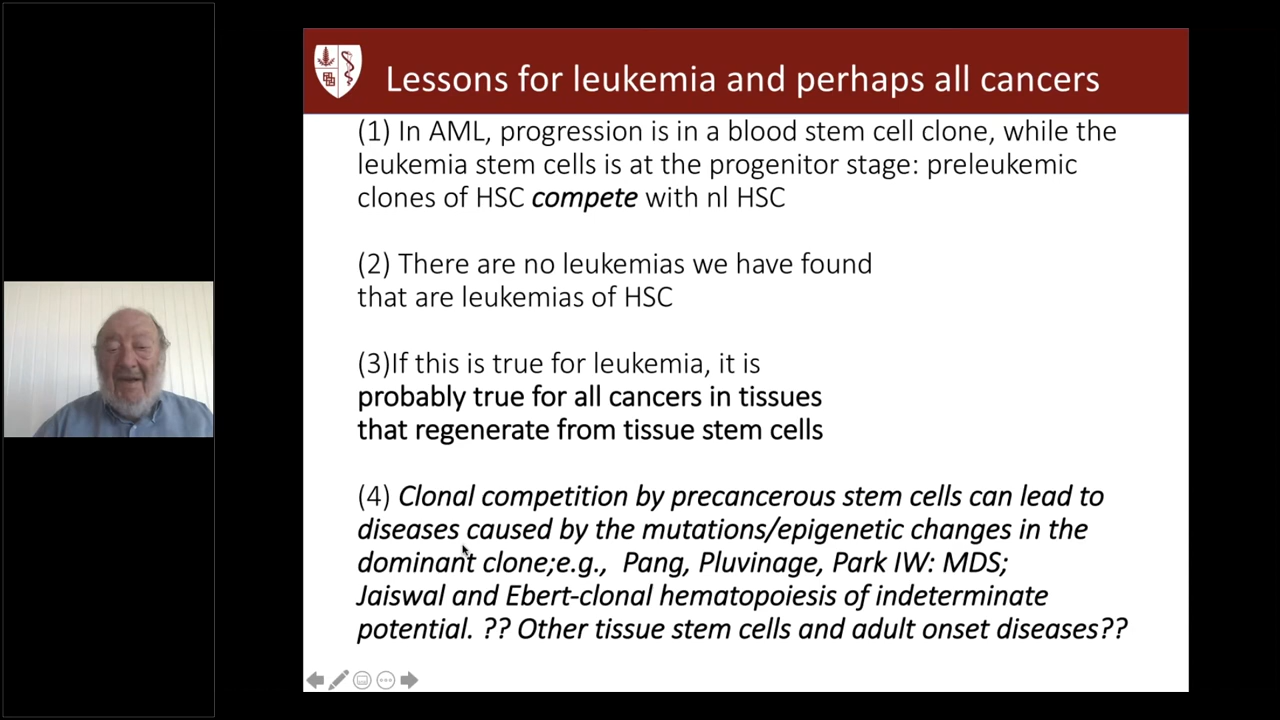 Lessons for leukemia and perhaps all cancers
(1) In AML, progression is in a blood stem cell clone, while the
leukemia stem cells is at the progenitor stage: preleukemic
clones of HSC compete with nl HSC
(2) There are no leukemias we have found
that are leukemias of HSC
(3)If this is true for leukemia, it is
probably true for all cancers in tissues
that regenerate from tissue stem cells
(4) Clonal competition by precancerous stem cells can lead to
diseases caused by the mutations/epigenetic changes in the
dominant clone;e.g., Pang, Pluvinage, Park IW: MDS;
Jaiswal and Ebert-clonal hematopoiesis of indeterminate
potential. ?? Other tissue stem cells and adult onset diseases??